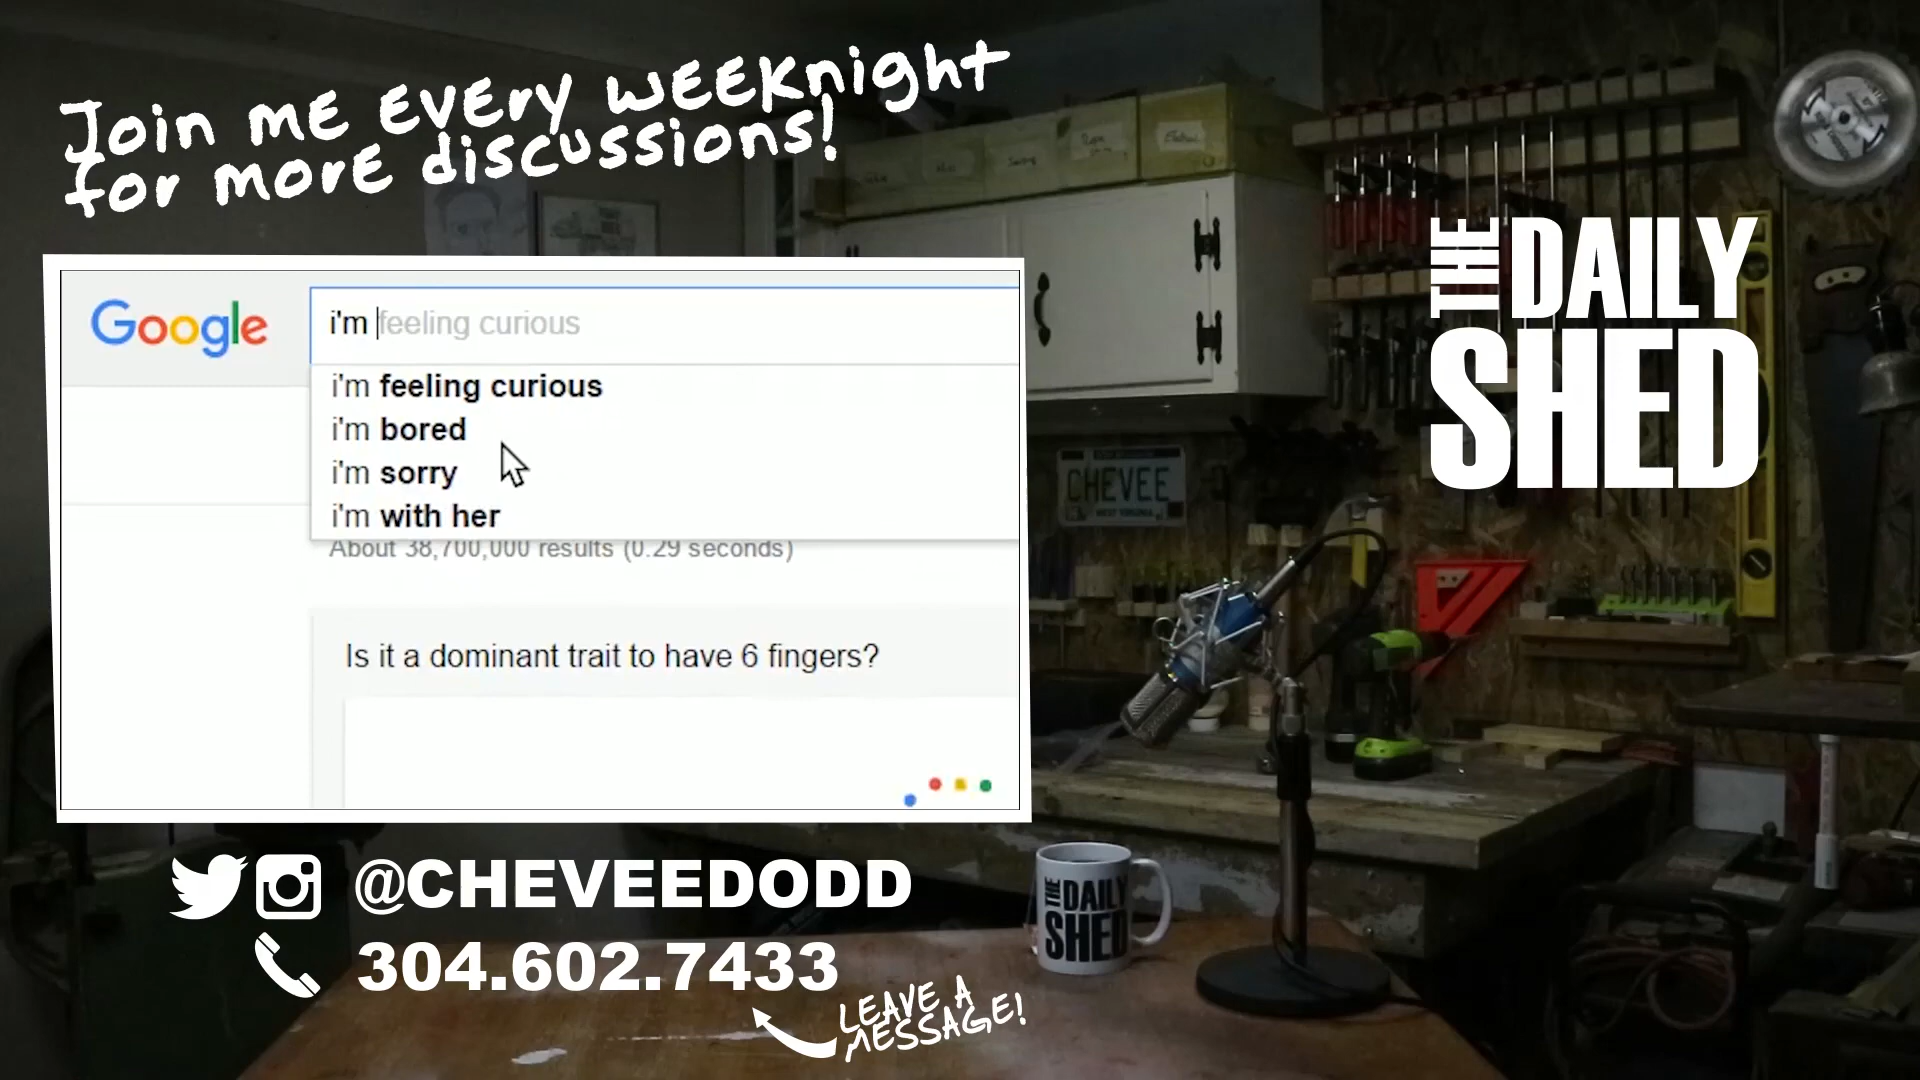 Join me every weeknight
for more discussions!
Google
i'm feeling curious
i'm feeling curious
i'm bored
i'm sorry
i'm with her
About 38,700,000 results (0.29 seconds)
Is it a dominant trait to have 6 fingers?
THE
DAILY
SHED
CHEVEE
WEST VIRGINIA
@CHEVEEDODD
304.602.7433
LEAVE A
MESSAGE!
THE
DAILY
SHED